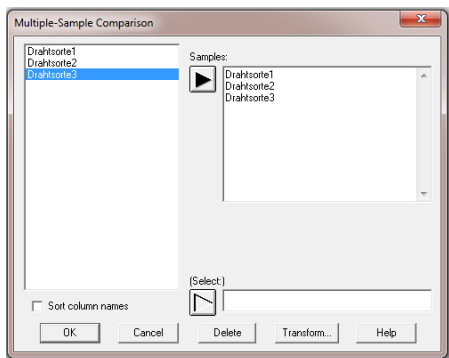 Multiple-Sample Comparison
Drahtsorte1
Drahtsorte2
Drahtsorte3
Samples:
Drahtsorte1
Drahtsorte2
Drahtsorte3
(Select:)
Sort column names
OK
Cancel
Delete
Transform...
Help